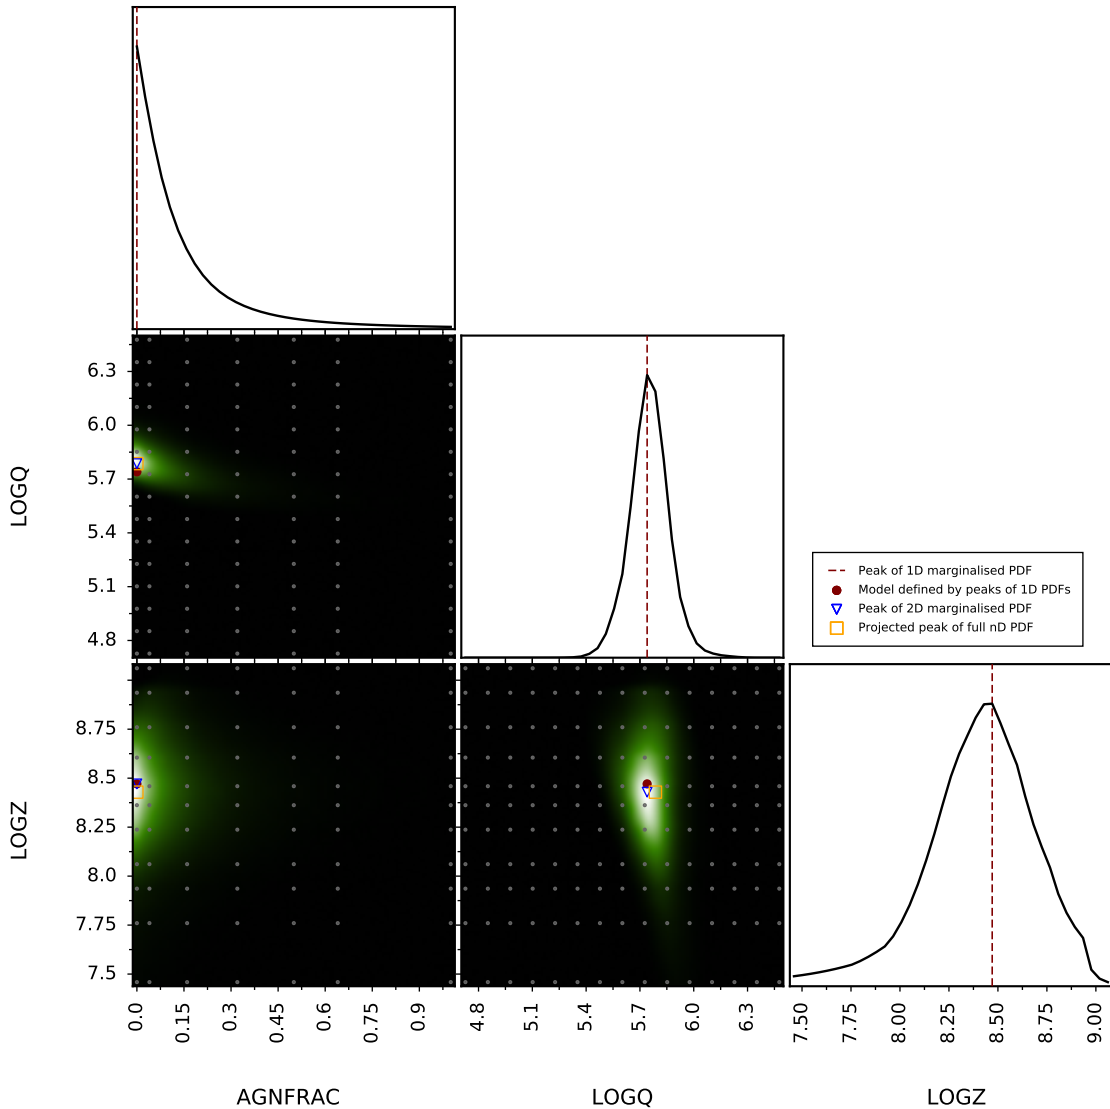 LOGQ
6.3
6.0
5.7
5.4
5.1
4.8
Peak of 1D marginalised PDF
Model defined by peaks of 1D PDFs
Peak of 2D marginalised PDF
Projected peak of full nD PDF
LOGZ
8.75
8.5
8.25
8.0
7.75
7.5
0.0 0.15 0.3 0.45 0.6 0.75 0.9
4.8 5.1 5.4 5.7 6.0 6.3
7.50 7.75 8.00 8.25 8.50 8.75 9.00
AGNFRAC
LOGQ
LOGZ